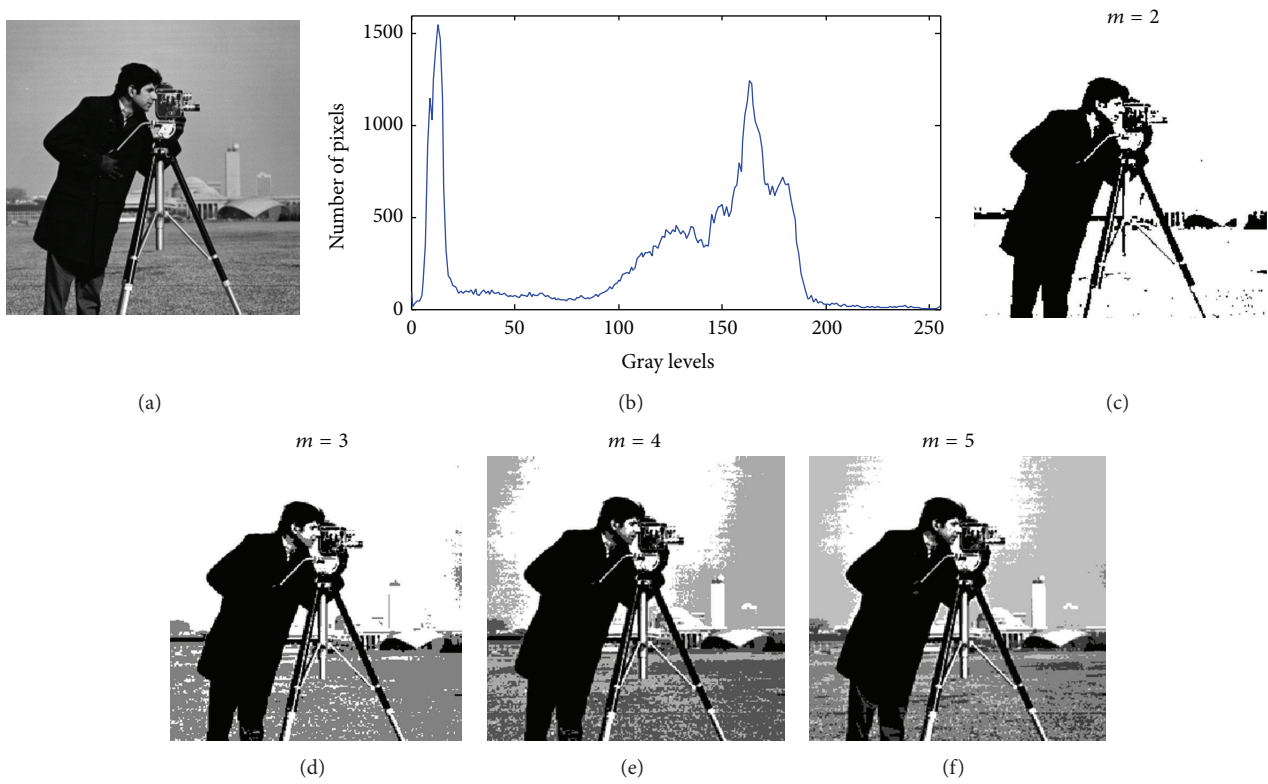 m = 2
1500
1000
500
0
Number of pixels
0 50 100 150 200 250
Gray levels
(a) (b) (c)
m = 3 m = 4 m = 5
(d) (e) (f)